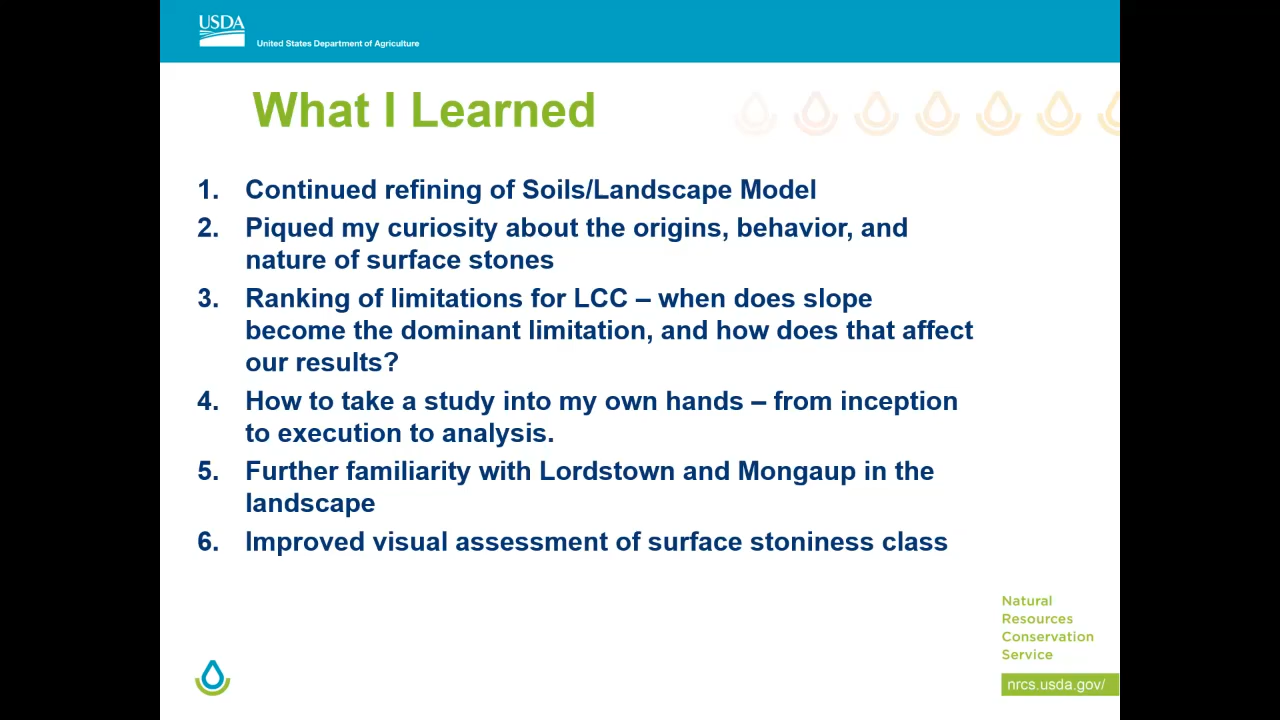 USDA
United States Department of Agriculture
What I Learned
1. Continued refining of Soils/Landscape Model
2. Piqued my curiosity about the origins, behavior, and
nature of surface stones
3. Ranking of limitations for LCC – when does slope
become the dominant limitation, and how does that affect
our results?
4. How to take a study into my own hands – from inception
to execution to analysis.
5. Further familiarity with Lordstown and Mongaup in the
landscape
6. Improved visual assessment of surface stoniness class
Natural
Resources
Conservation
Service
nrcs.usda.gov/